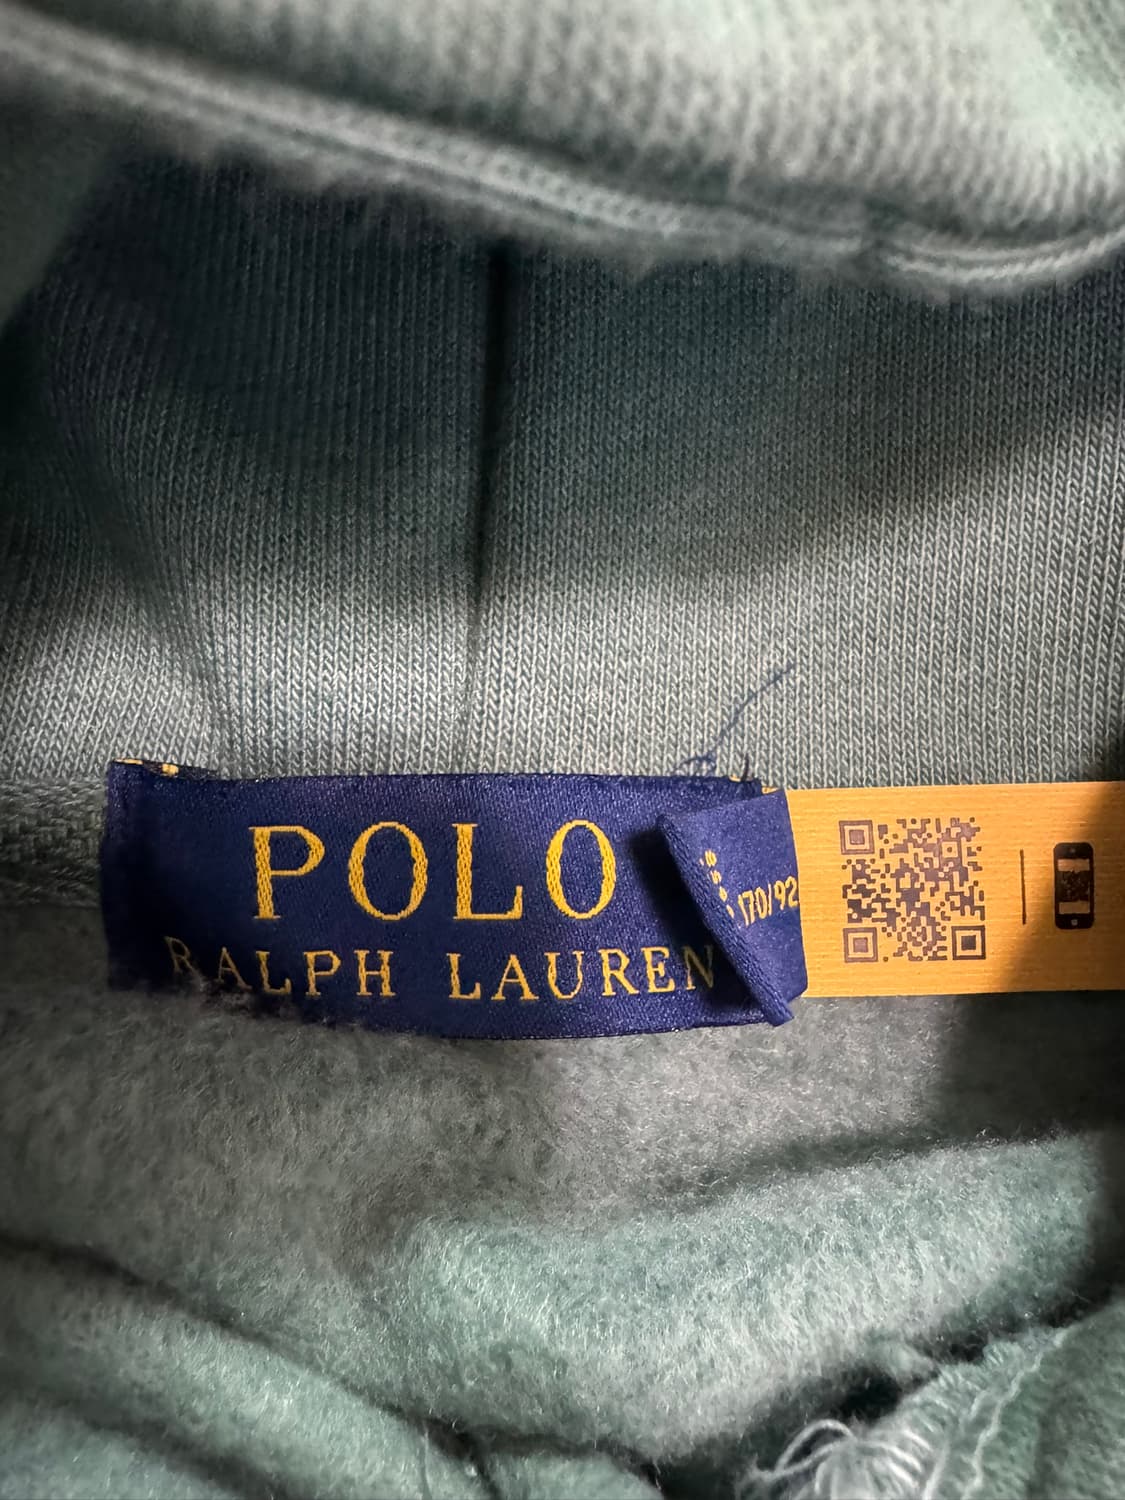 POLO
RALPH LAUREN
170/92